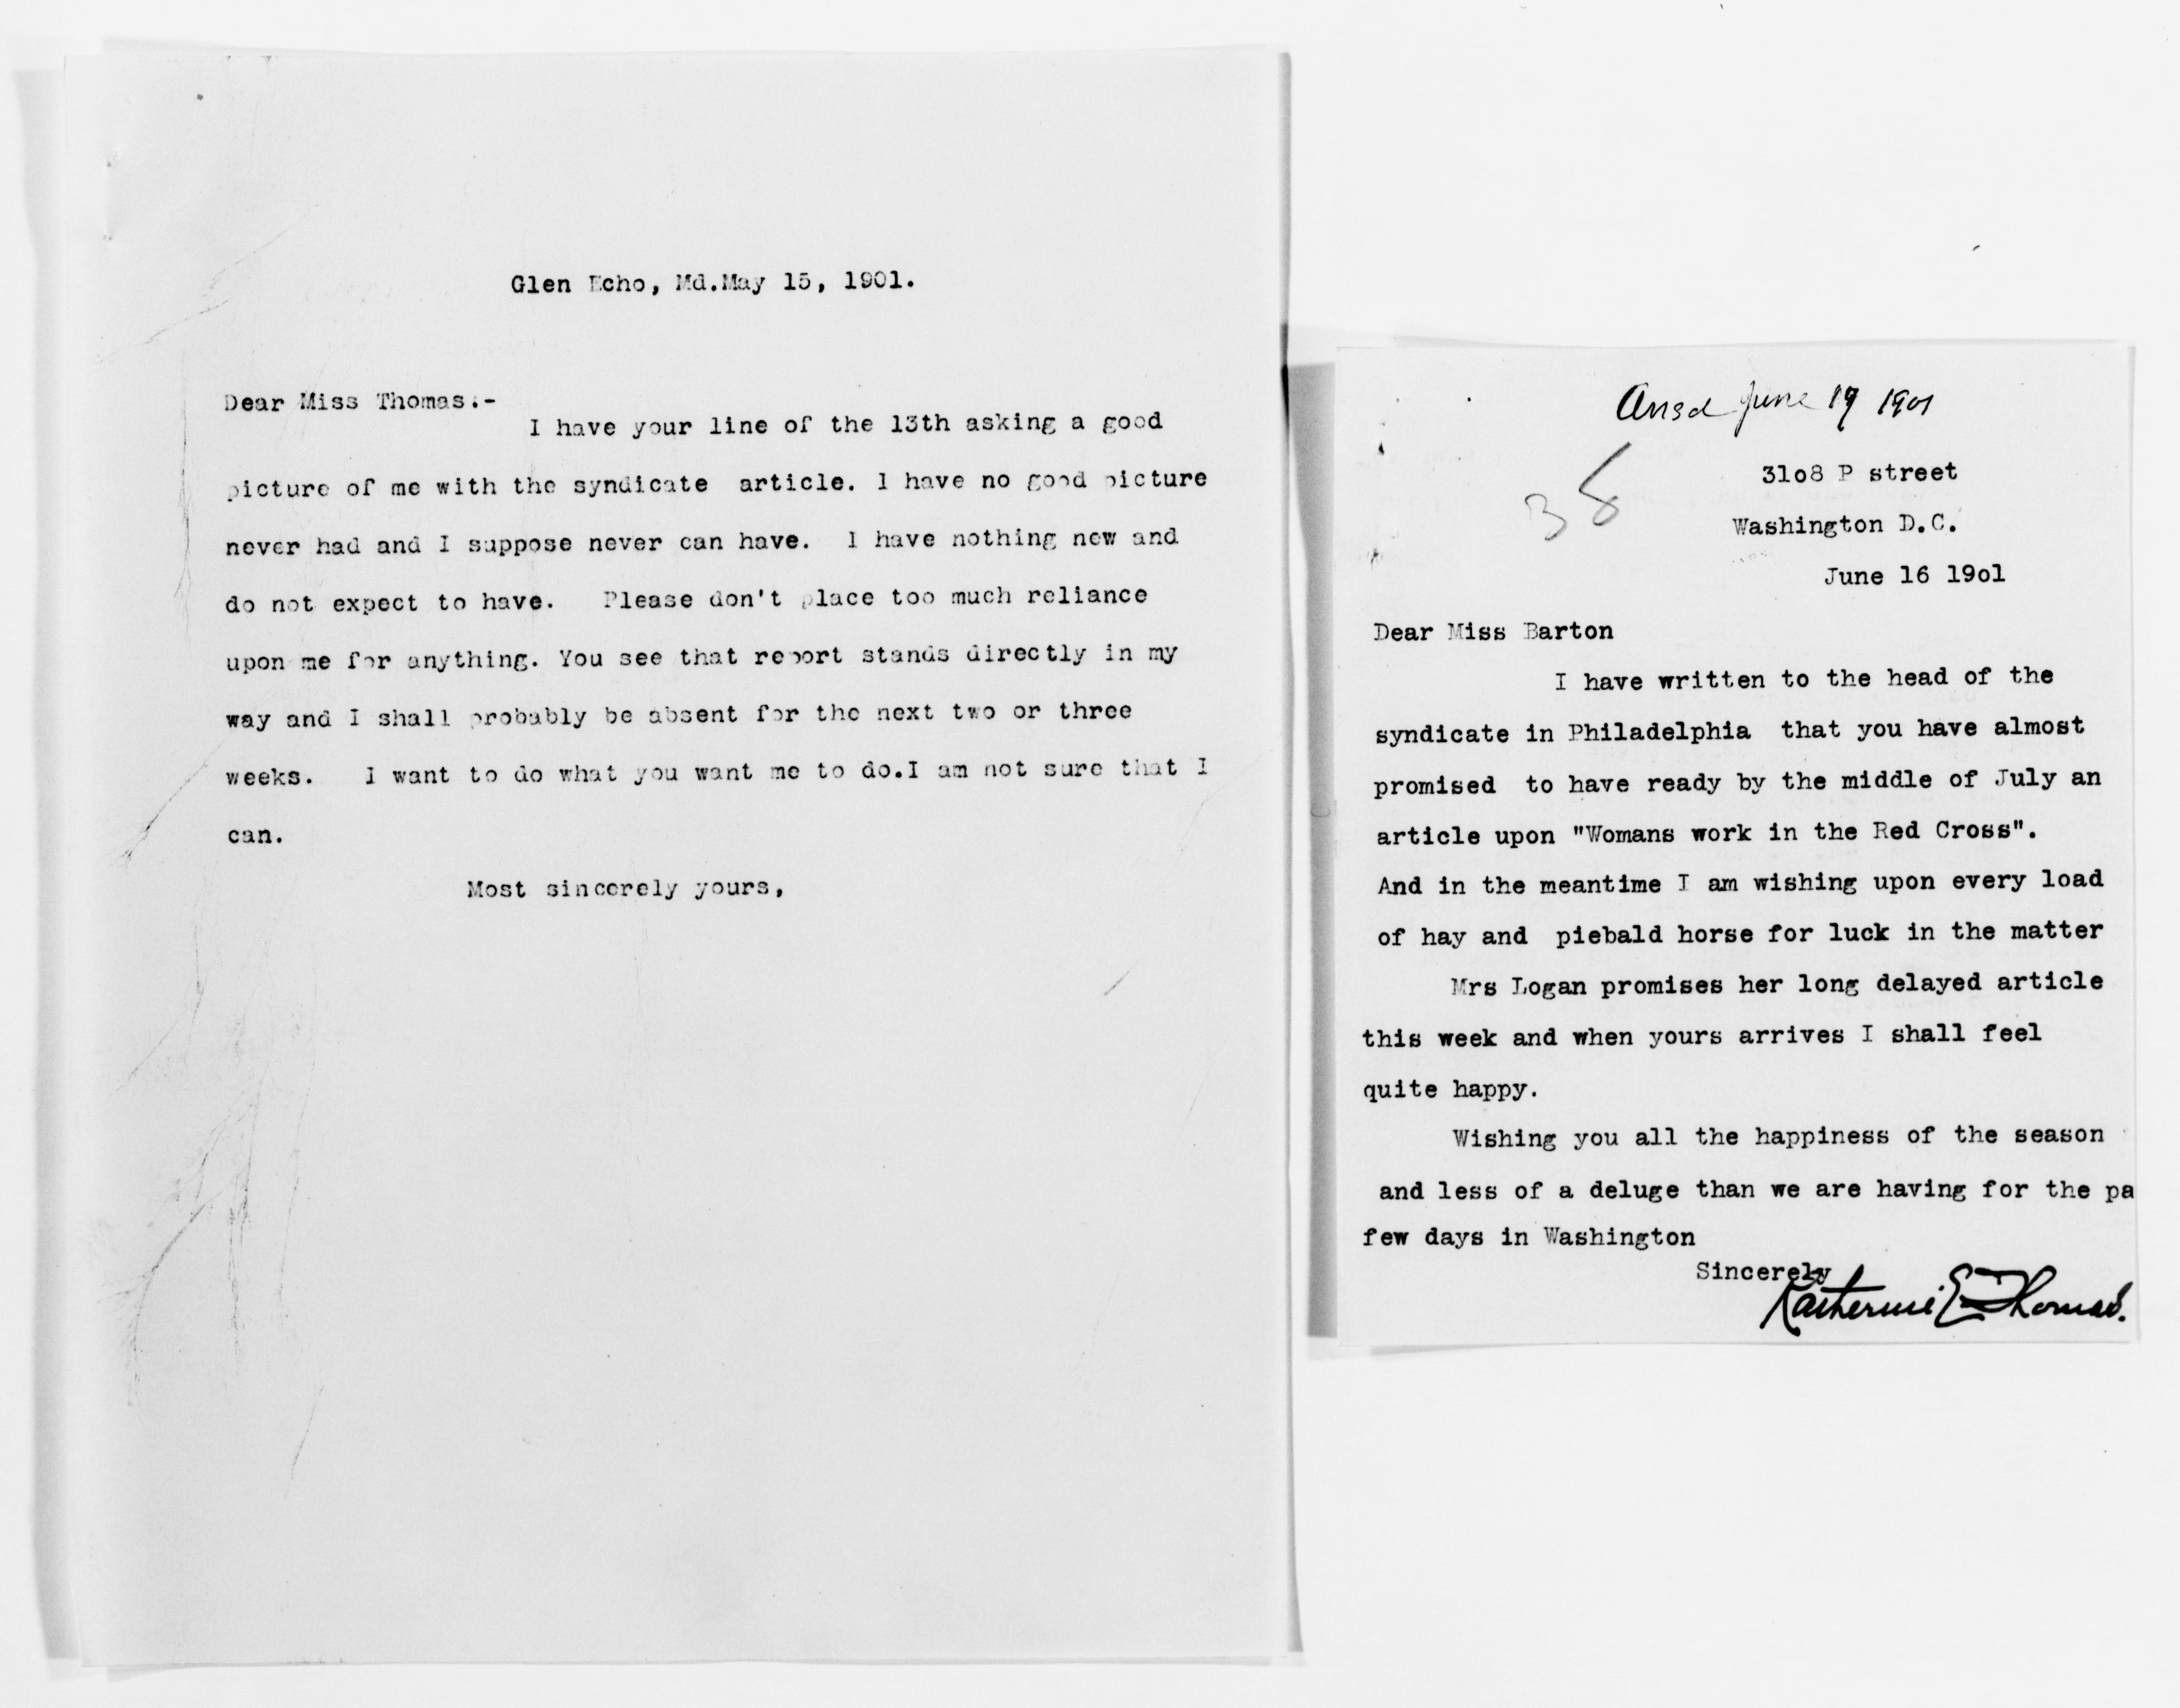 Glen Echo, Md.May 15, 1901.
Dear Miss Thomas:-
I have your line of the 13th asking a good
picture of me with the syndicate article. I have no good picture
never had and I suppose never can have. I have nothing new and
do not expect to have. Please don't place too much reliance
upon me for anything. You see that report stands directly in my
way and I shall probably be absent for the next two or three
weeks. I want to do what you want me to do.I am not sure that I
can.
Most sincerely yours,
Ansd June 19 1901
38
3lo8 P street
Washington D.C.
June 16 19ol
Dear Miss Barton
I have written to the head of the
syndicate in Philadelphia that you have almost
promised to have ready by the middle of July an
article upon "Womans work in the Red Cross".
And in the meantime I am wishing upon every load
of hay and piebald horse for luck in the matter
Mrs Logan promises her long delayed article
this week and when yours arrives I shall feel
quite happy.
Wishing you all the happiness of the season
and less of a deluge than we are having for the pa
few days in Washington
Sincerely
Katherine E Thomas.